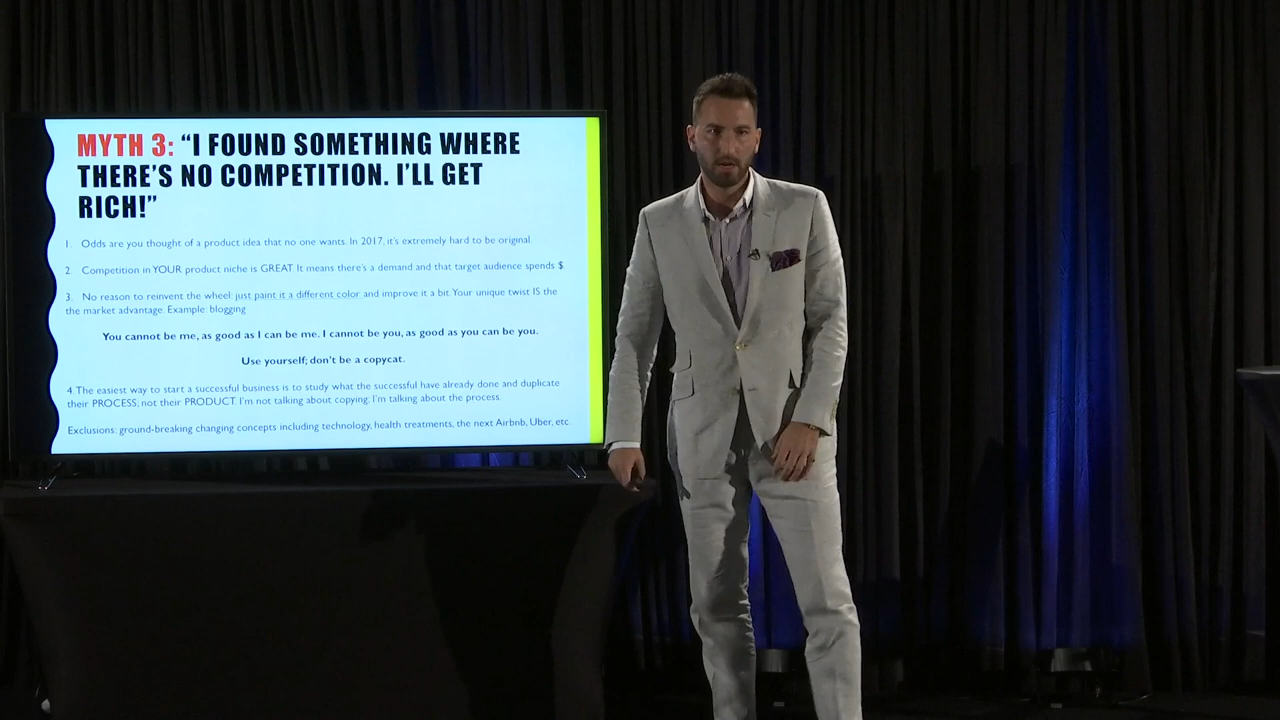 MYTH 3: “I FOUND SOMETHING WHERE
THERE’S NO COMPETITION. I’LL GET
RICH!”
1. Odds are you thought of a product idea that no one wants. In 2017, it’s extremely hard to be original.
2. Competition in YOUR product niche is GREAT. It means there’s a demand and that target audience spends $
3. No reason to reinvent the wheel: just paint it a different color and improve it a bit. Your unique twist IS the
the market advantage. Example: blogging
You cannot be me, as good as I can be me. I cannot be you, as good as you can be you.
Use yourself; don’t be a copycat.
4. The easiest way to start a successful business is to study what the successful have already done and duplicate
their PROCESS, not their PRODUCT. I’m not talking about copying. I’m talking about the process.
Exclusions: ground-breaking changing concepts including technology, health treatments, the next Airbnb, Uber, etc.